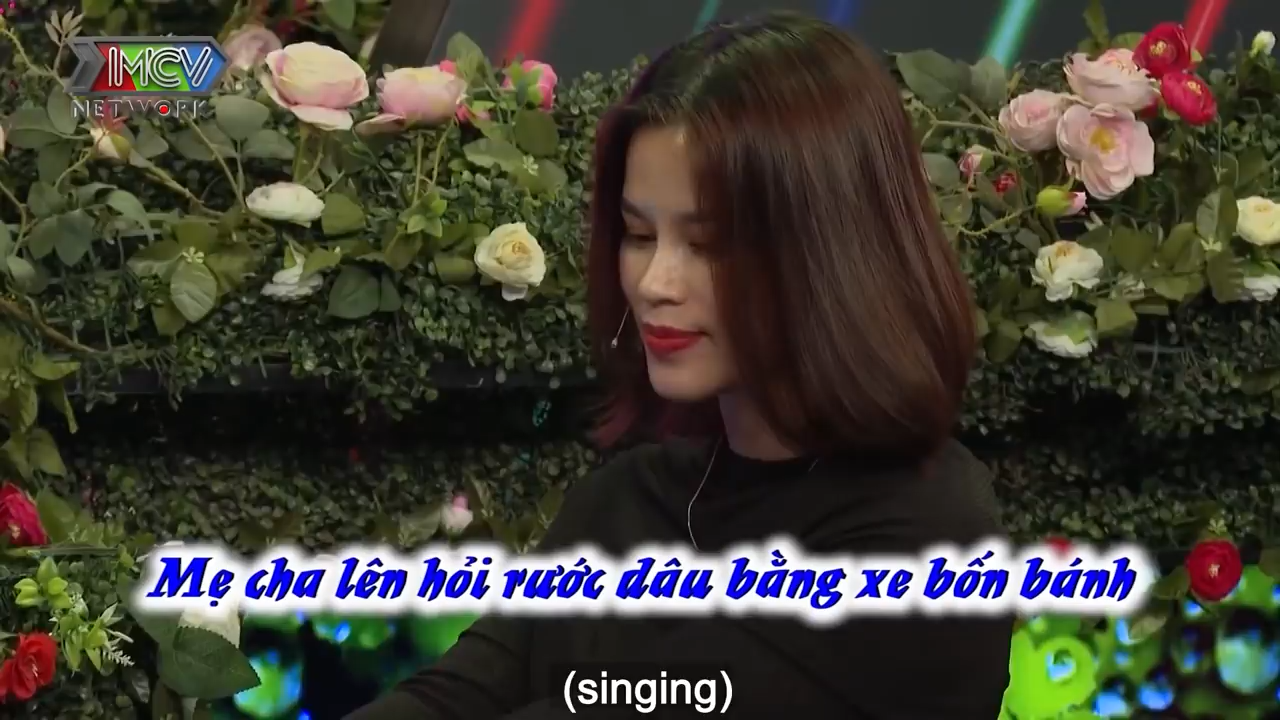 MCV
NETWORK
Mẹ cha lên hỏi rước dâu bằng xe bốn bánh
(singing)